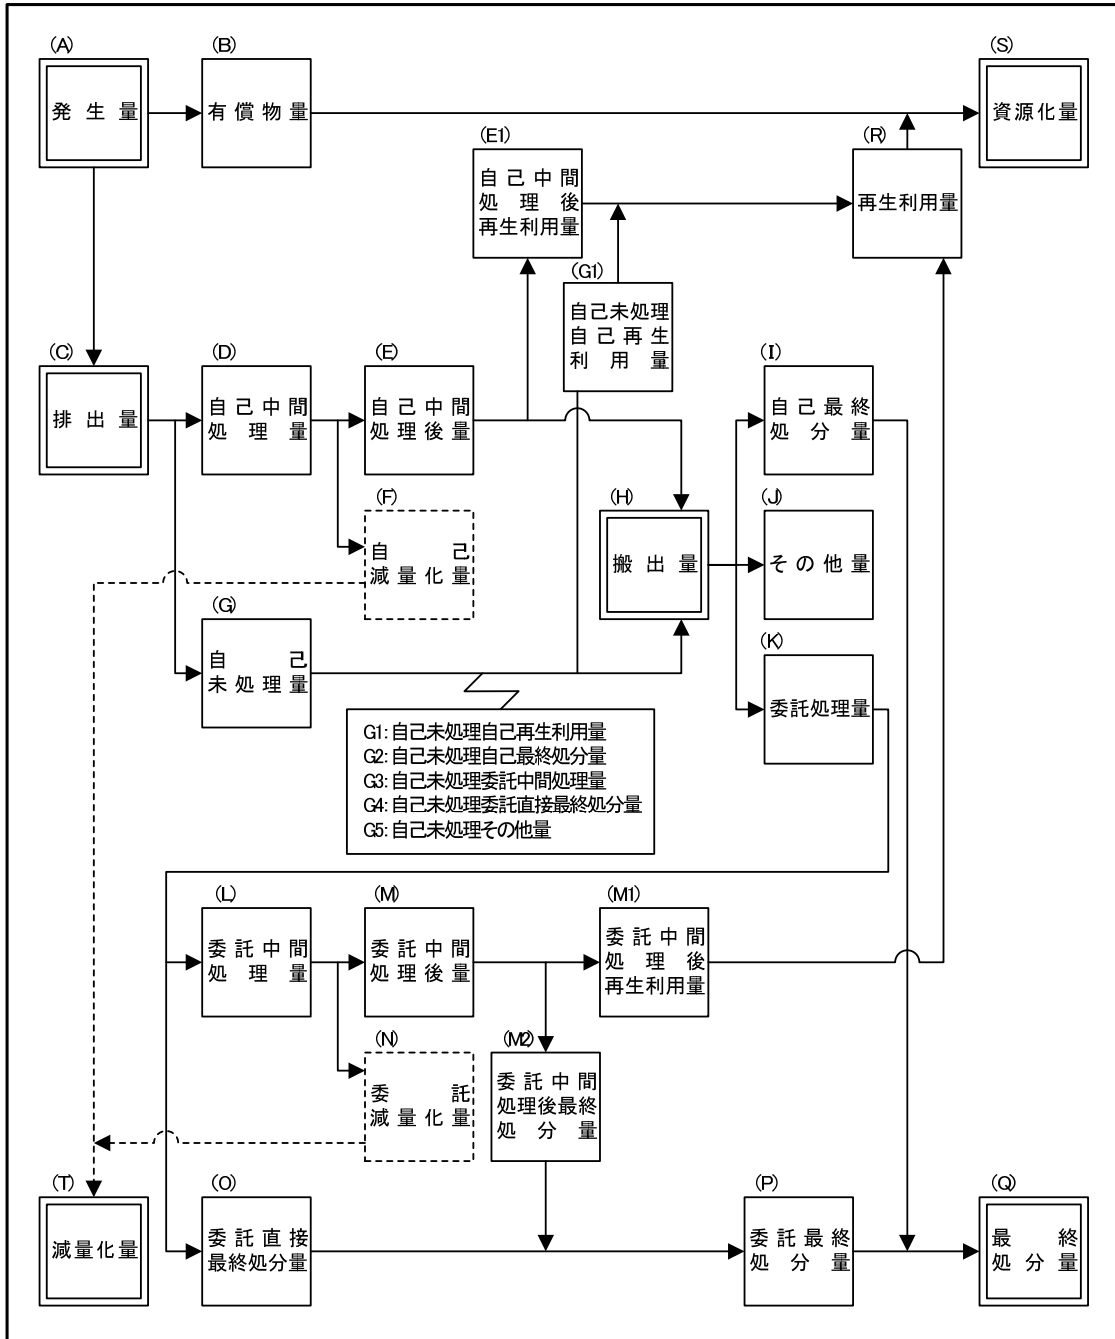 (A)
発生量
(B)
有償物量
(S)
資源化量
(E1)
自己中間
処理後
再生利用量
(R)
再生利用量
(G1)
自己未処理
自己再生
利用量
(C)
排出量
(D)
自己中間
処理量
(E)
自己中間
処理後量
(I)
自己最終
処分量
(F)
自己
減量化量
(H)
搬出量
(J)
その他量
(G)
自己
未処理量
(K)
委託処理量
G1:自己未処理自己再生利用量
G2:自己未処理自己最終処分量
G3:自己未処理委託中間処理量
G4:自己未処理委託直接最終処分量
G5:自己未処理その他量
(L)
委託中間
処理量
(M)
委託中間
処理後量
(M1)
委託中間
処理後
再生利用量
(N)
委託
減量化量
(M2)
委託中間
処理後最終
処分量
(T)
減量化量
(O)
委託直接
最終処分量
(P)
委託最終
処分量
(Q)
最終
処分量